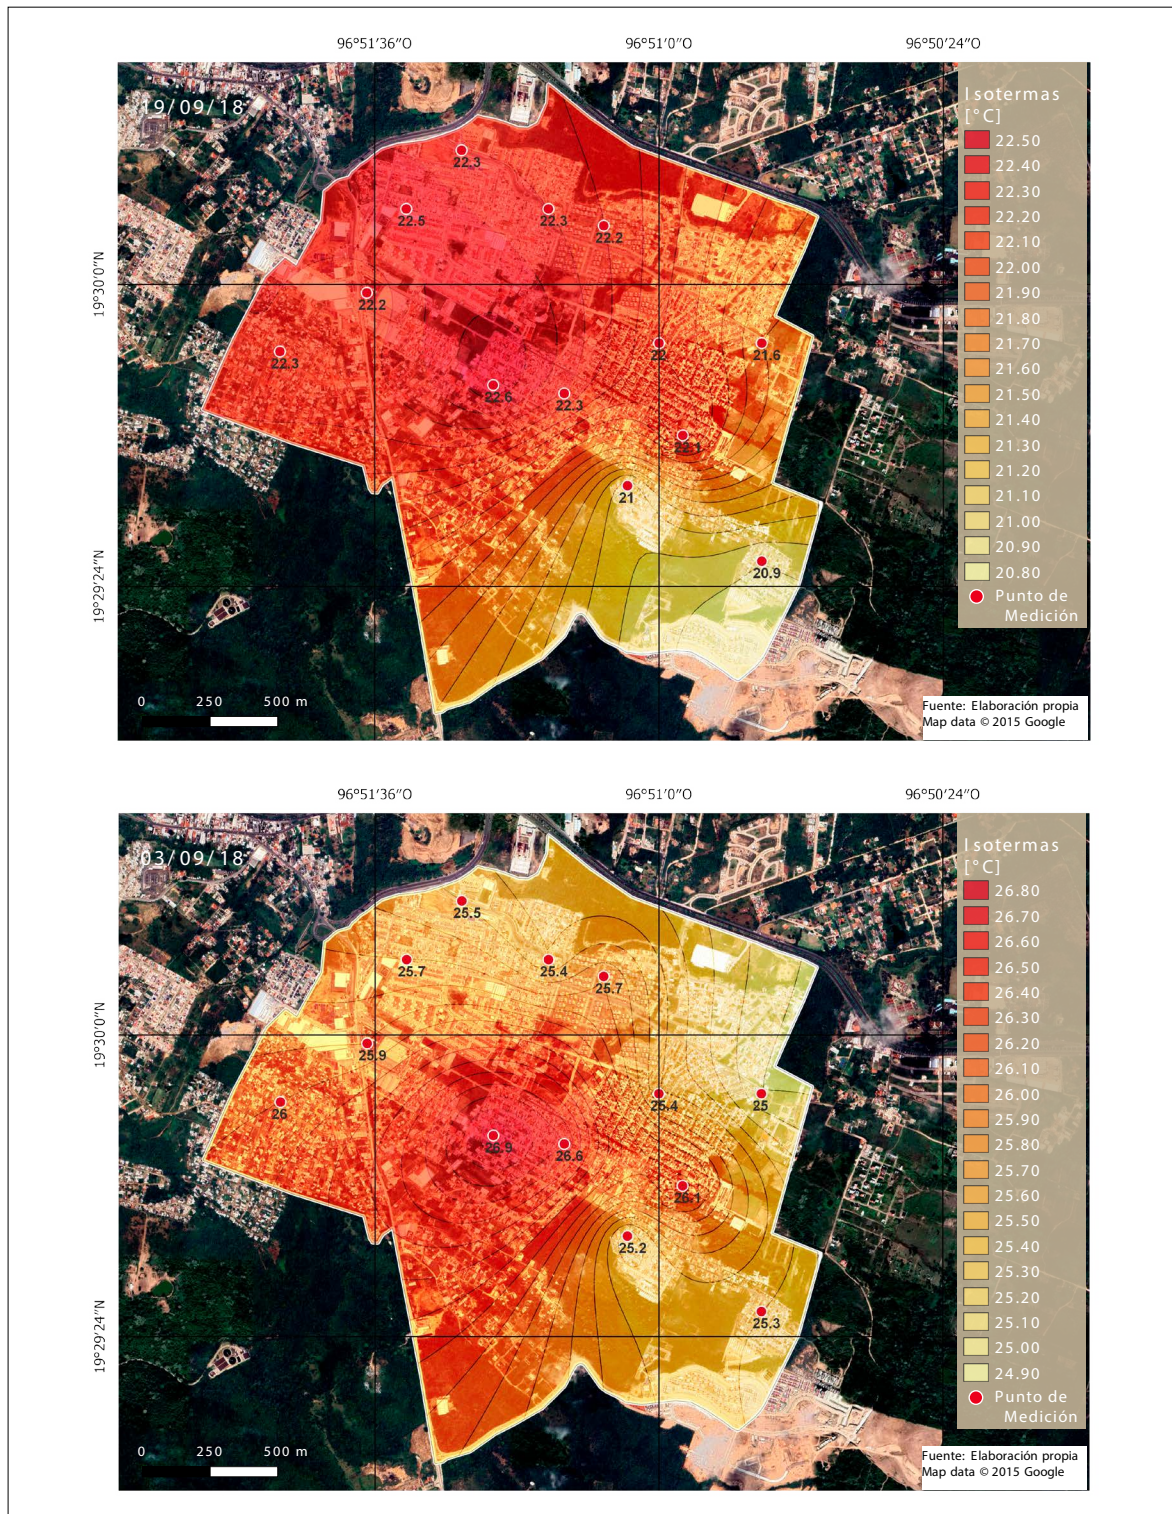 96°51'36"O
96°51'0"O
96°50'24"O
19/09/18
19°30'0"N
19°29'24"N
22.3
22.5
22.3
22.2
22.2
22.3
22
21.6
22.6
22.3
22.1
21
20.9
Isotermas
[°C]
22.50
22.40
22.30
22.20
22.10
22.00
21.90
21.80
21.70
21.60
21.50
21.40
21.30
21.20
21.10
21.00
20.90
20.80
Punto de
Medición
0 250 500 m
Fuente: Elaboración propia
Map data © 2015 Google
96°51'36"O
96°51'0"O
96°50'24"O
03/09/18
19°30'0"N
19°29'24"N
25.5
25.7
25.4
25.7
25.9
26
25.4
25
26.9
26.6
26.1
25.2
25.3
Isotermas
[°C]
26.80
26.70
26.60
26.50
26.40
26.30
26.20
26.10
26.00
25.90
25.80
25.70
25.60
25.50
25.40
25.30
25.20
25.10
25.00
24.90
Punto de
Medición
0 250 500 m
Fuente: Elaboración propia
Map data © 2015 Google